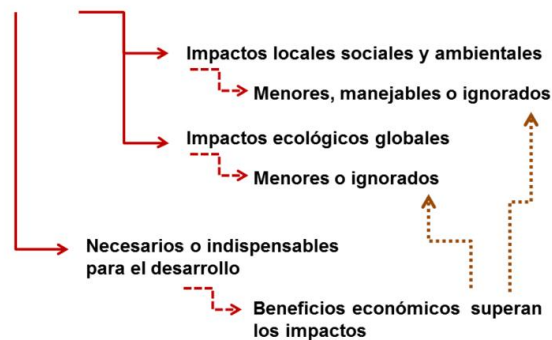 Impactos locales sociales y ambientales
Menores, manejables o ignorados
Impactos ecológicos globales
Menores o ignorados
Necesarios o indispensables
para el desarrollo
Beneficios económicos superan
los impactos